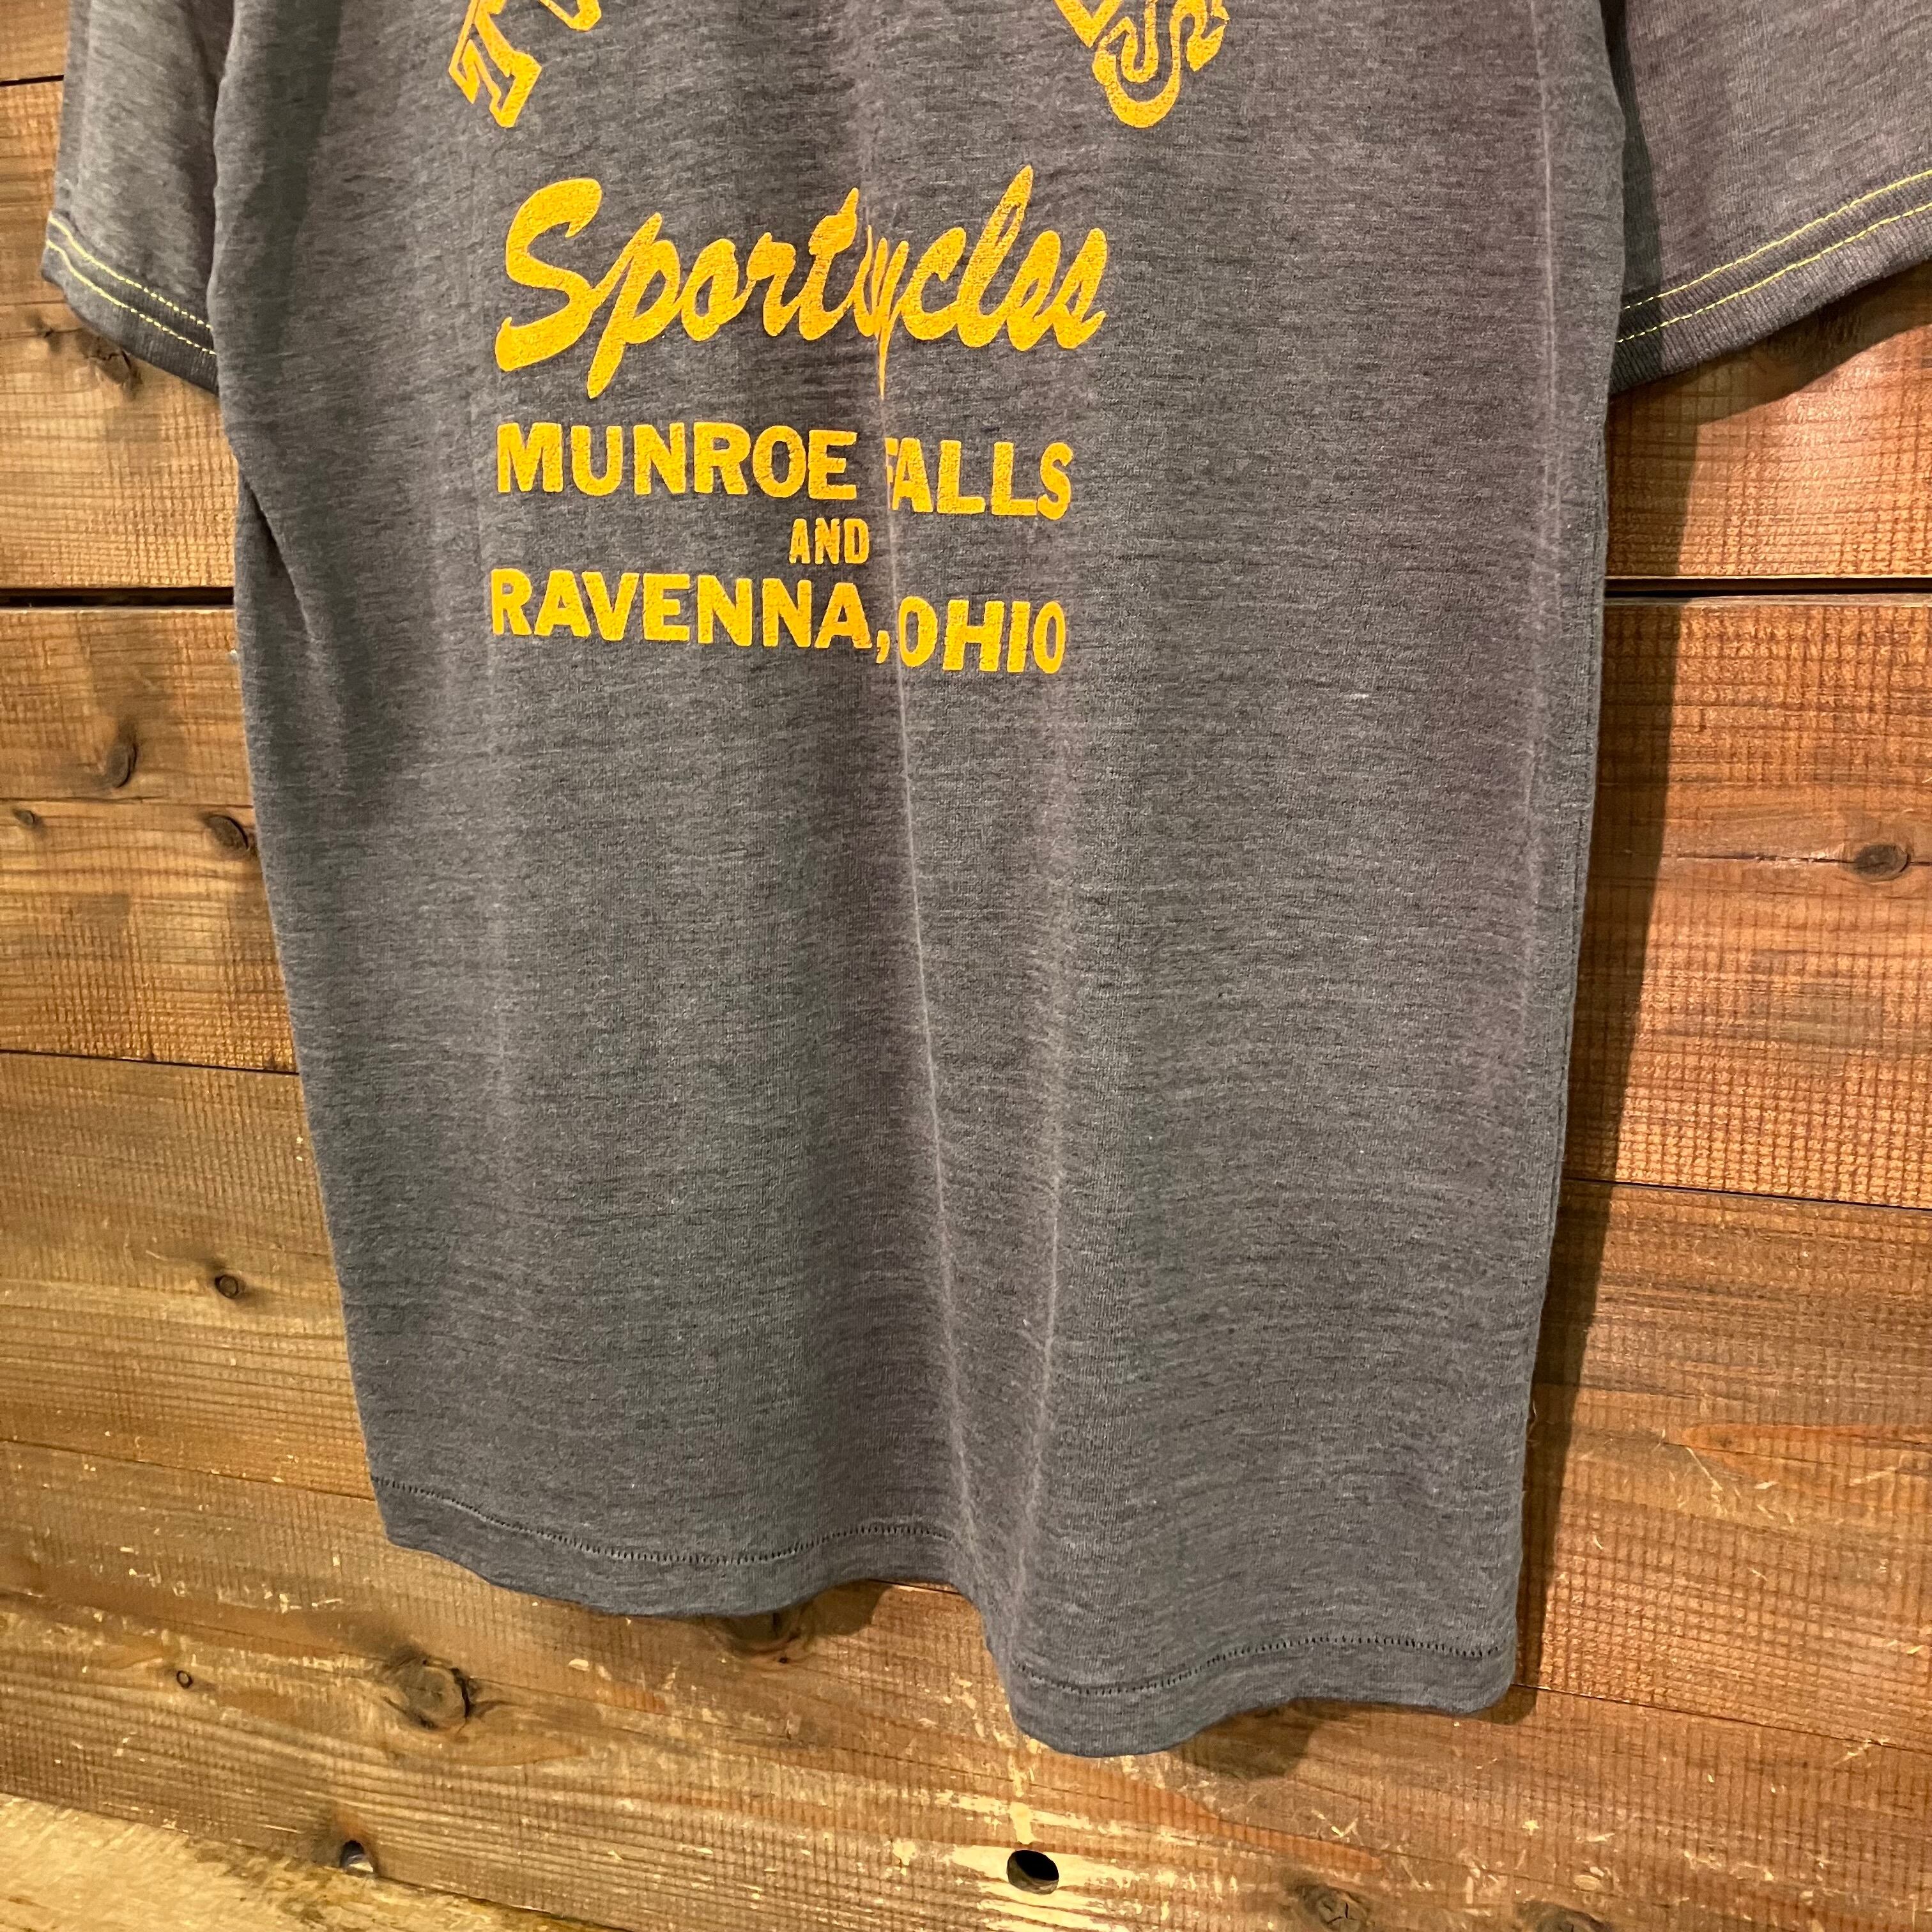 Sportcycles
MUNROE FALLS
AND
RAVENNA, OHIO